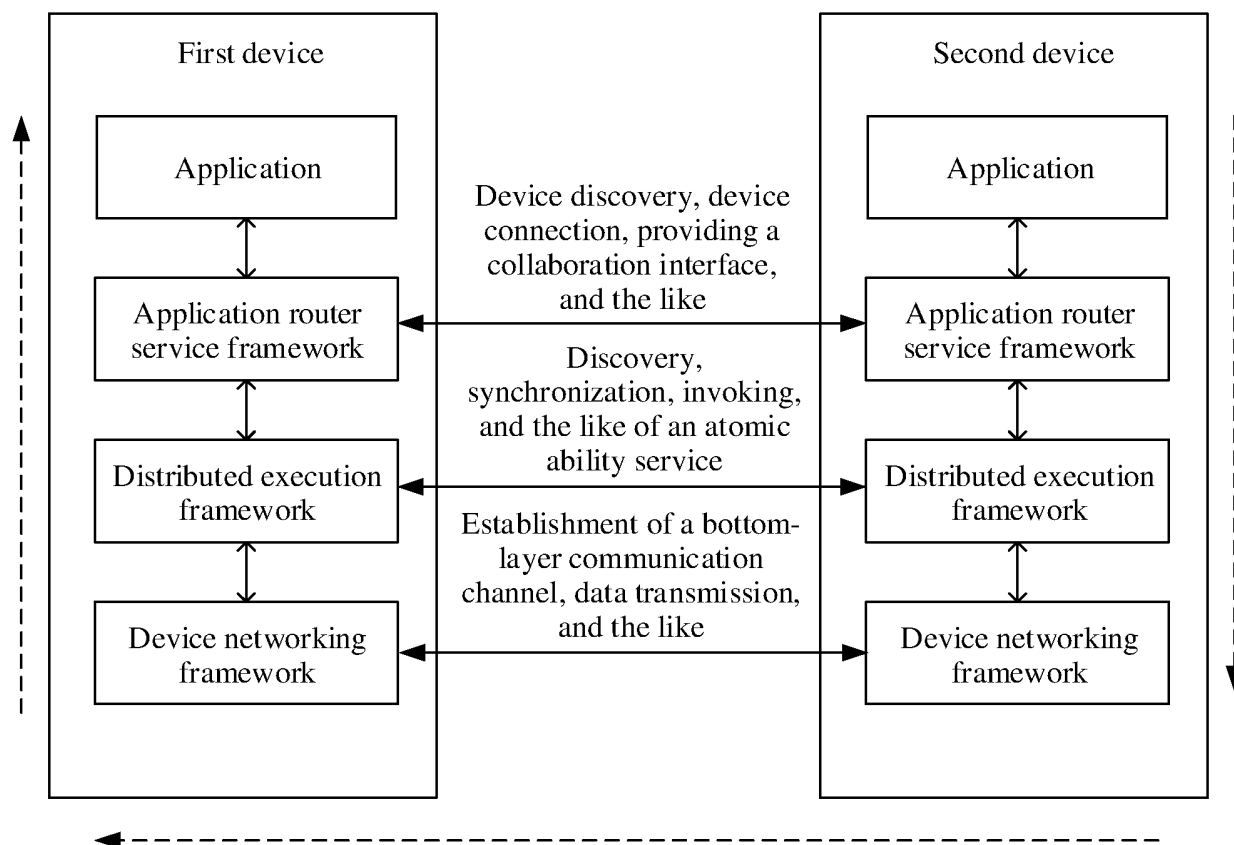 First device
Application
Application router
service framework
Distributed execution
framework
Device networking
framework
Device discovery, device
connection, providing a
collaboration interface,
and the like
Discovery,
synchronization, invoking,
and the like of an atomic
ability service
Establishment of a bottom-
layer communication
channel, data transmission,
and the like
Second device
Application
Application router
service framework
Distributed execution
framework
Device networking
framework